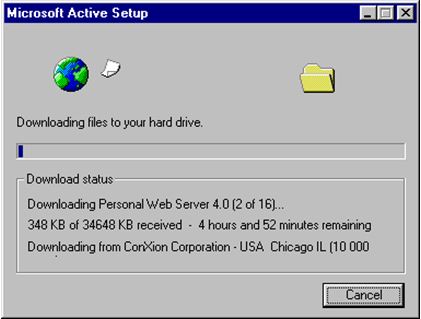 Microsoft Active Setup
Downloading files to your hard drive.
Download status
Downloading Personal Web Server 4.0 (2 of 16)...
348 KB of 34648 KB received - 4 hours and 52 minutes remaining
Downloading from ConXion Corporation - USA Chicago IL (10 000
Cancel